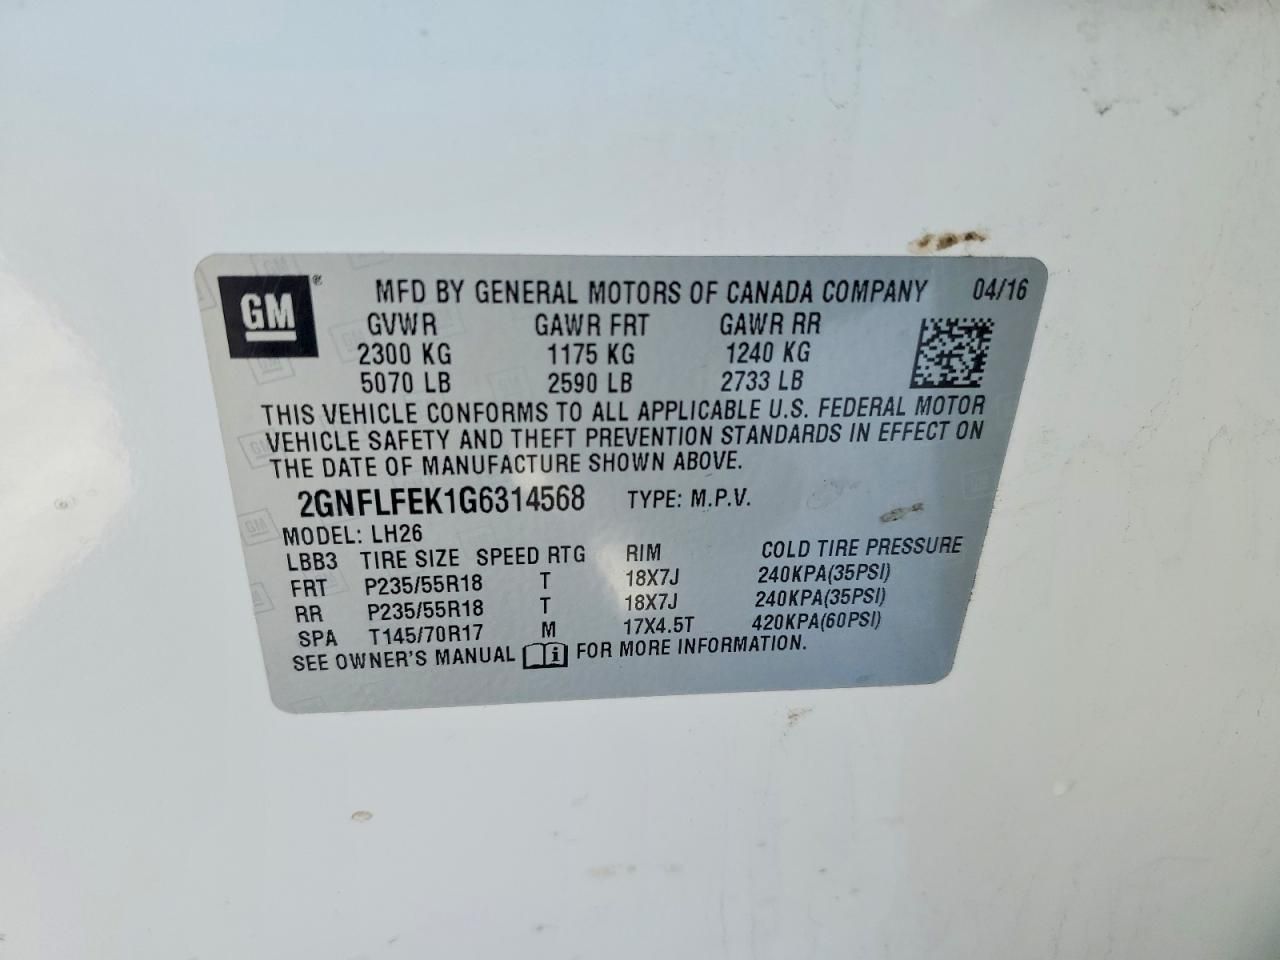 GM ® MFD BY GENERAL MOTORS OF CANADA COMPANY 04/16
GVWR GAWR FRT GAWR RR
2300 KG 1175 KG 1240 KG
5070 LB 2590 LB 2733 LB
THIS VEHICLE CONFORMS TO ALL APPLICABLE U.S. FEDERAL MOTOR
VEHICLE SAFETY AND THEFT PREVENTION STANDARDS IN EFFECT ON
THE DATE OF MANUFACTURE SHOWN ABOVE.
2GNFLFEK1G6314568 TYPE: M.P.V.
MODEL: LH26
LBB3 TIRE SIZE SPEED RTG RIM COLD TIRE PRESSURE
FRT P235/55R18 T 18X7J 240KPA(35PSI)
RR P235/55R18 T 18X7J 240KPA(35PSI)
SPA T145/70R17 M 17X4.5T 420KPA(60PSI)
SEE OWNER'S MANUAL i FOR MORE INFORMATION.